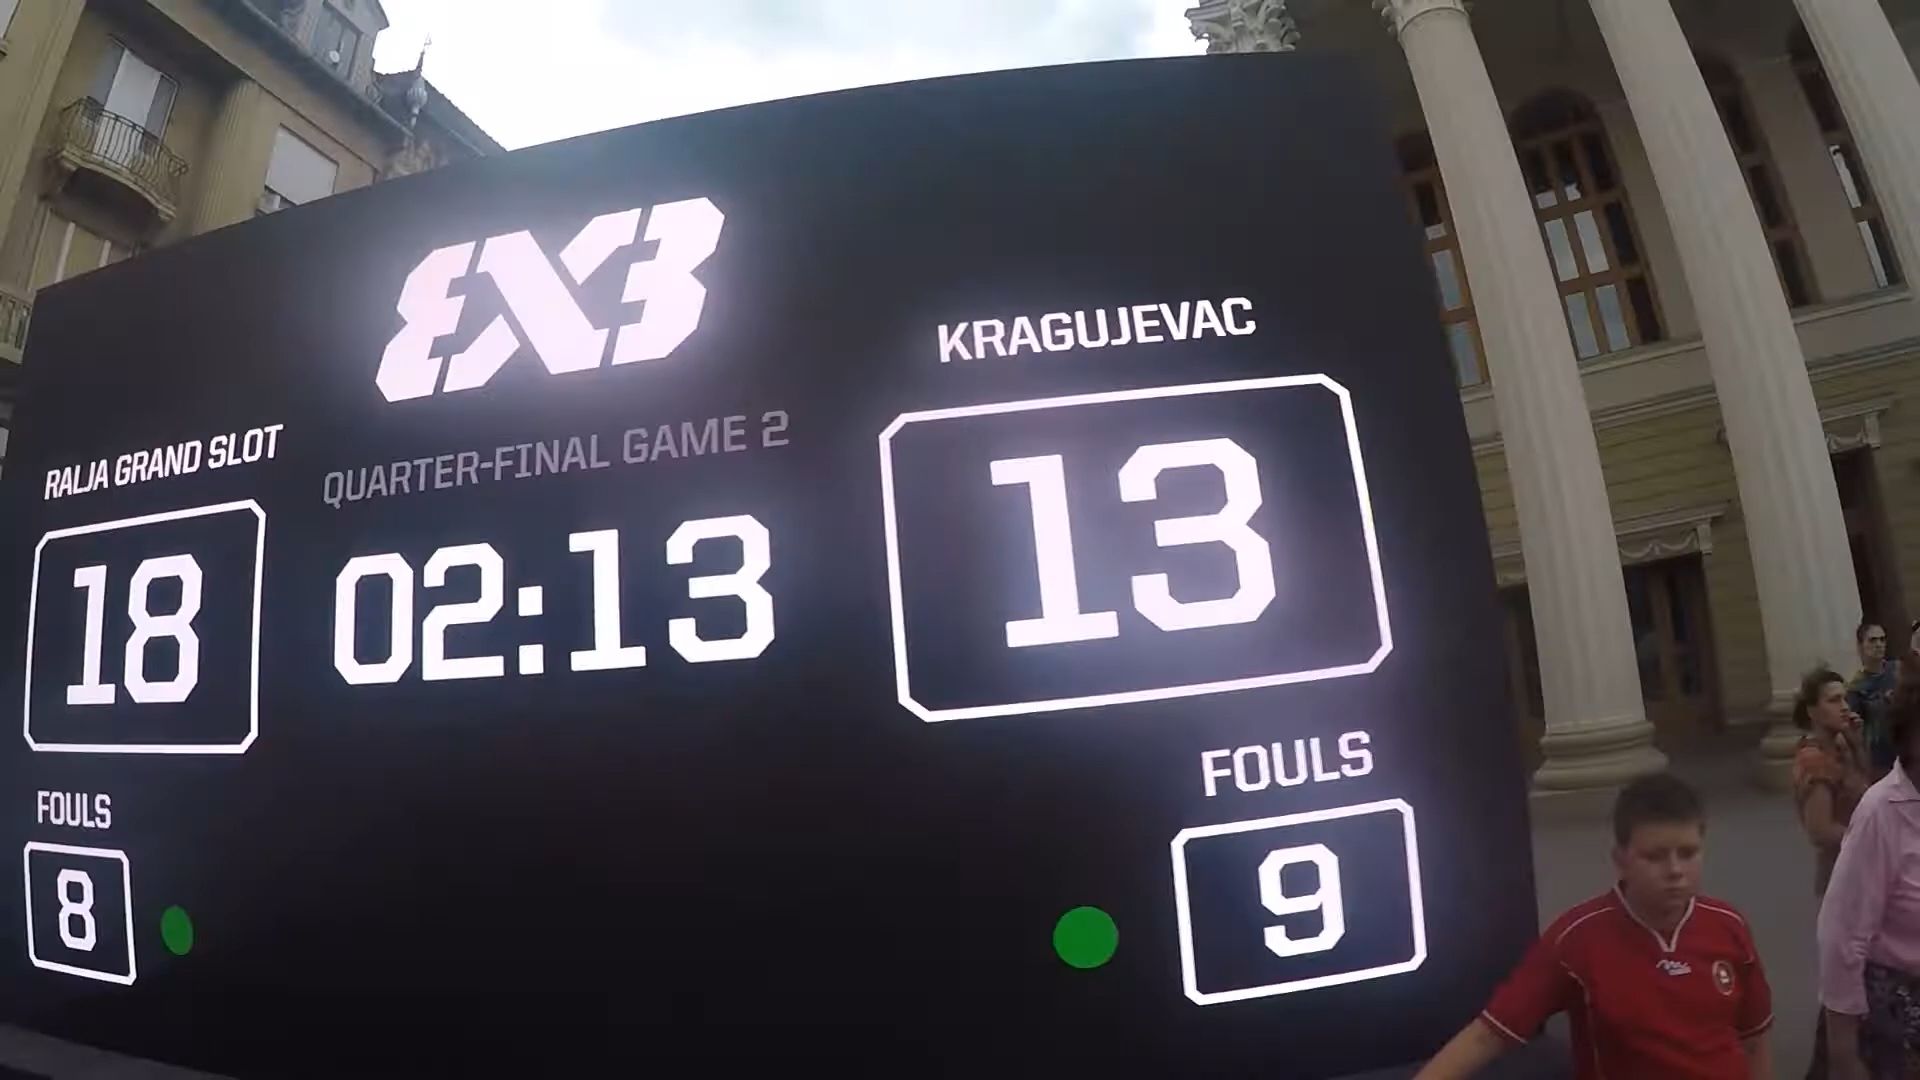 3X3
QUARTER-FINAL GAME 2
02:13
RALJA GRAND SLOT
18
FOULS
8
KRAGUJEVAC
13
FOULS
9